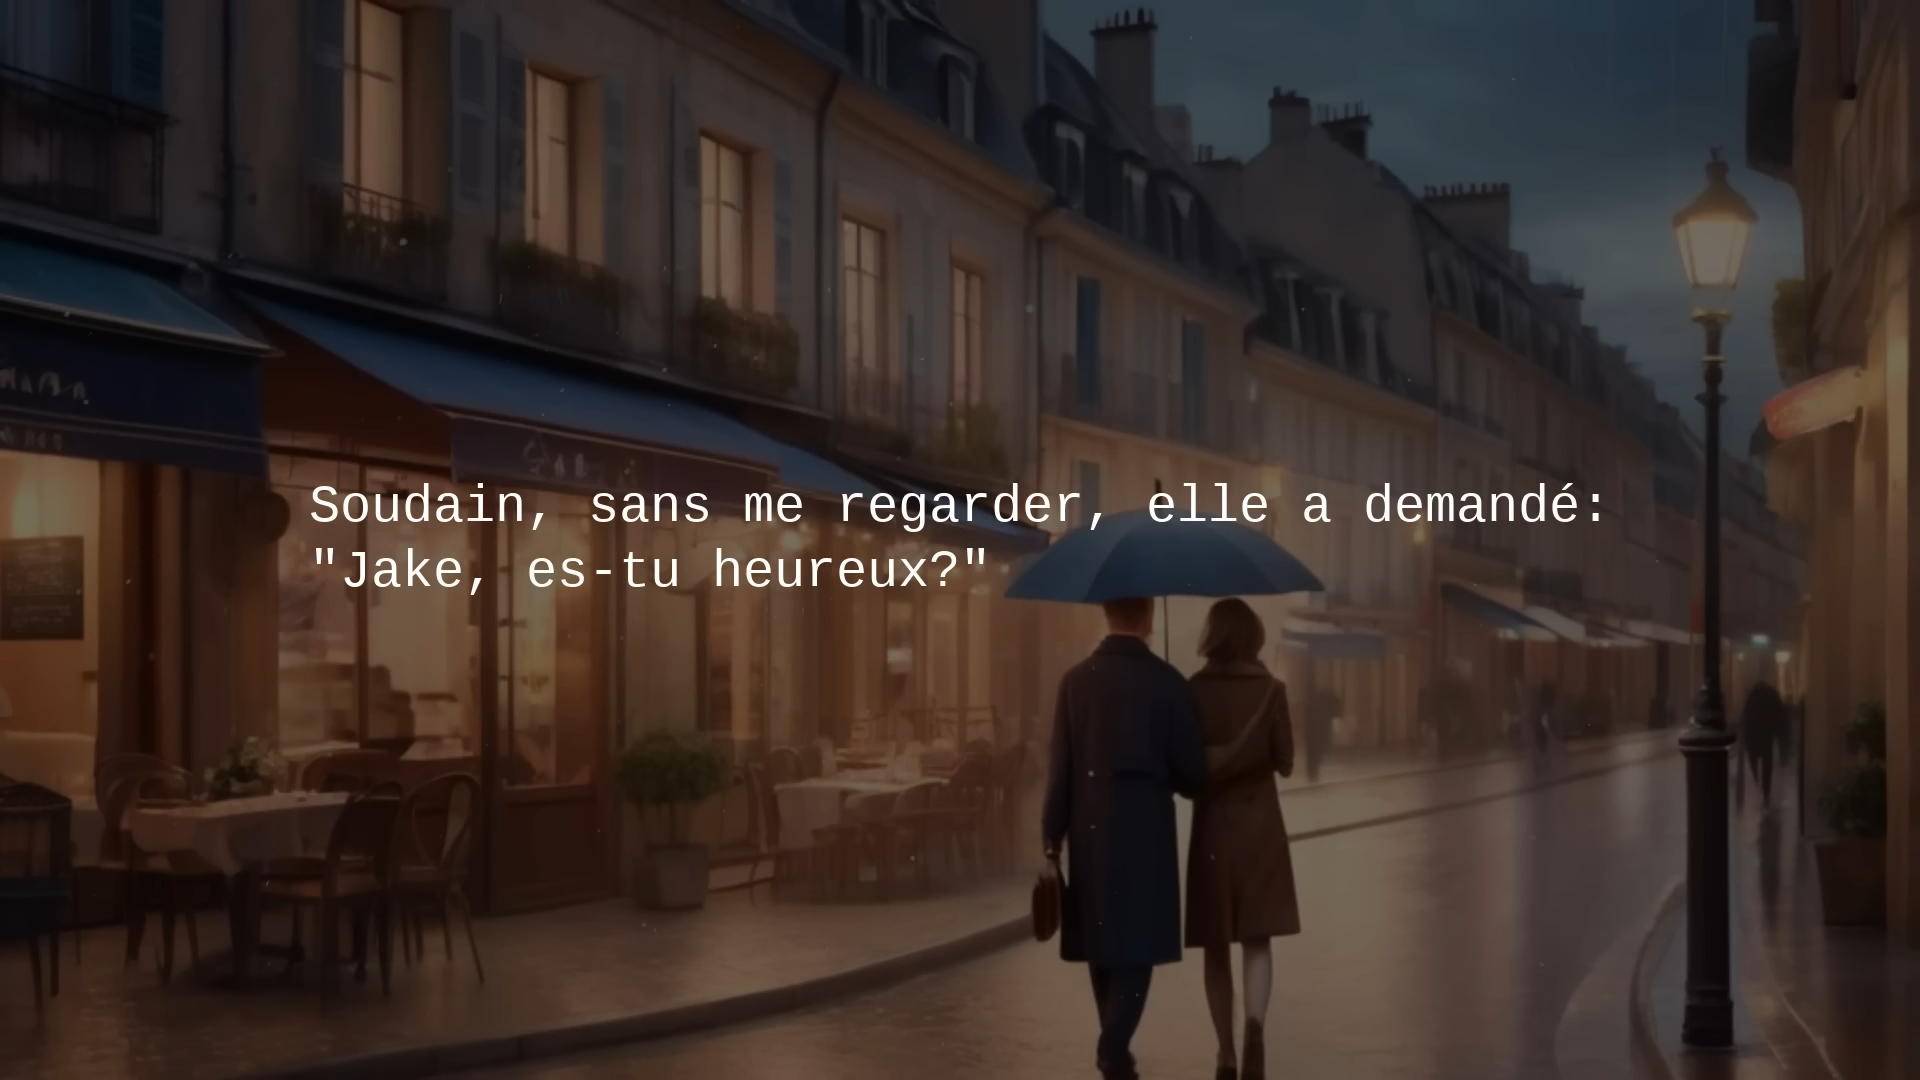 Soudain, sans me regarder, elle a demandé:
"Jake, es-tu heureux?"